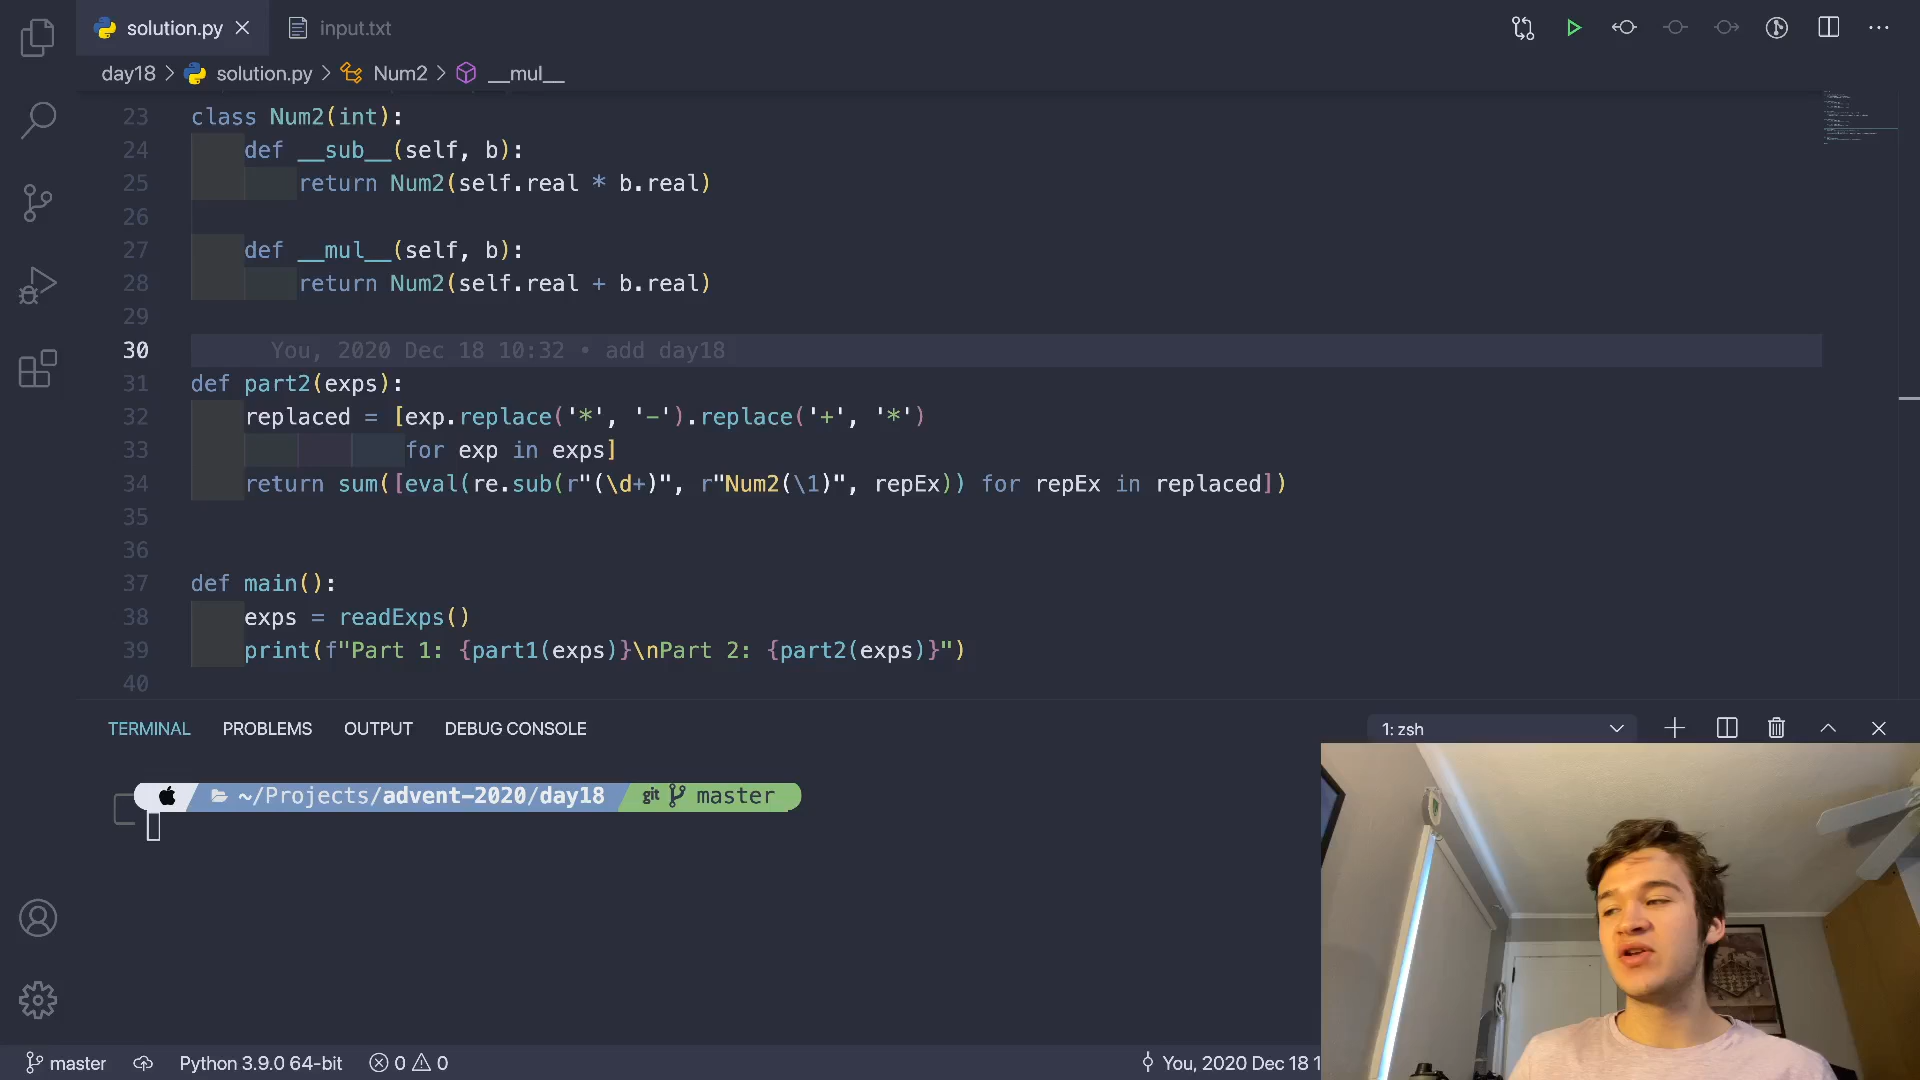 solution.py
input.txt
day18 > solution.py > Num2 > __mul__
23 class Num2(int):
24 def __sub__(self, b):
25 return Num2(self.real * b.real)
26
27 def __mul__(self, b):
28 return Num2(self.real + b.real)
29
30 You, 2020 Dec 18 10:32 • add day18
31 def part2(exps):
32 replaced = [exp.replace('*', '-').replace('+', '*')
33 for exp in exps]
34 return sum([eval(re.sub(r"(\d+)", r"Num2(\1)", repEx)) for repEx in replaced])
35
36
37 def main():
38 exps = readExps()
39 print(f"Part 1: {part1(exps)}\nPart 2: {part2(exps)}")
40
TERMINAL PROBLEMS OUTPUT DEBUG CONSOLE
1: zsh
~/Projects/advent-2020/day18 git master
master Python 3.9.0 64-bit 0 0 You, 2020 Dec 18 1